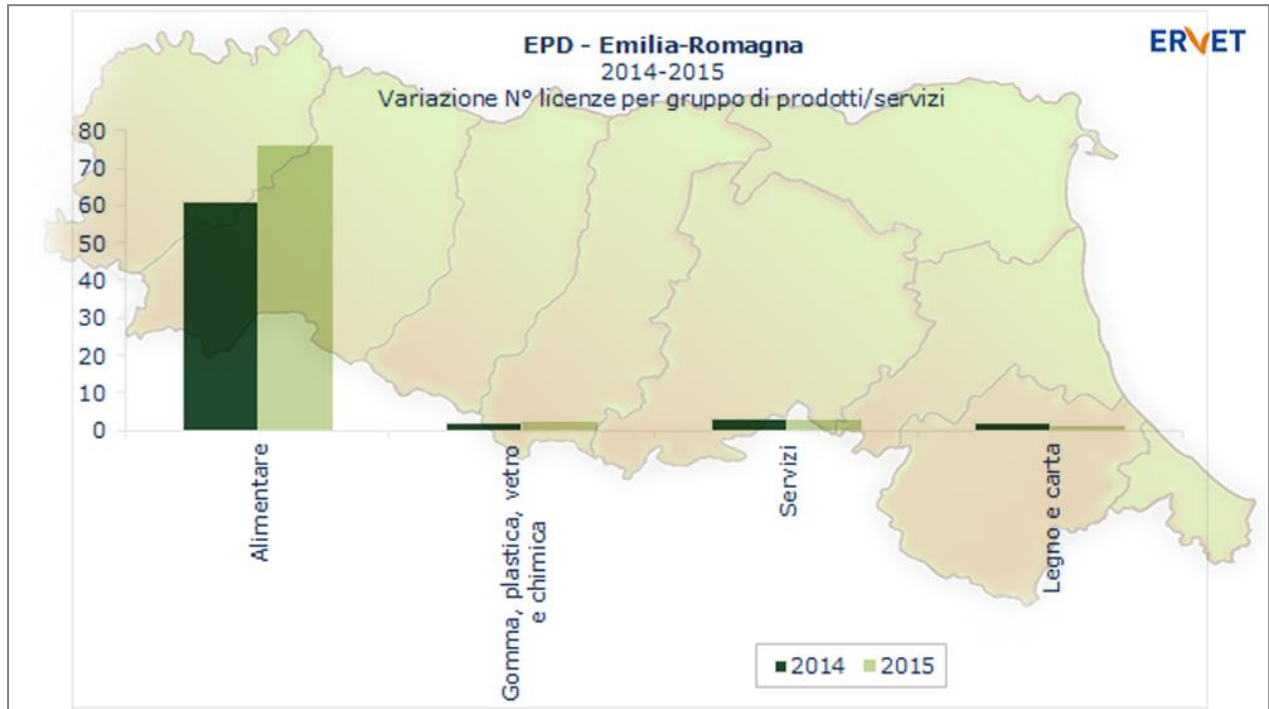 EPD - Emilia-Romagna
ERVET
2014-2015
Variazione N° licenze per gruppo di prodotti/servizi
80
70
60
50
40
30
20
10
0
Alimentare
Gomma, plastica, vetro
e chimica
Servizi
Legno e carta
2014
2015